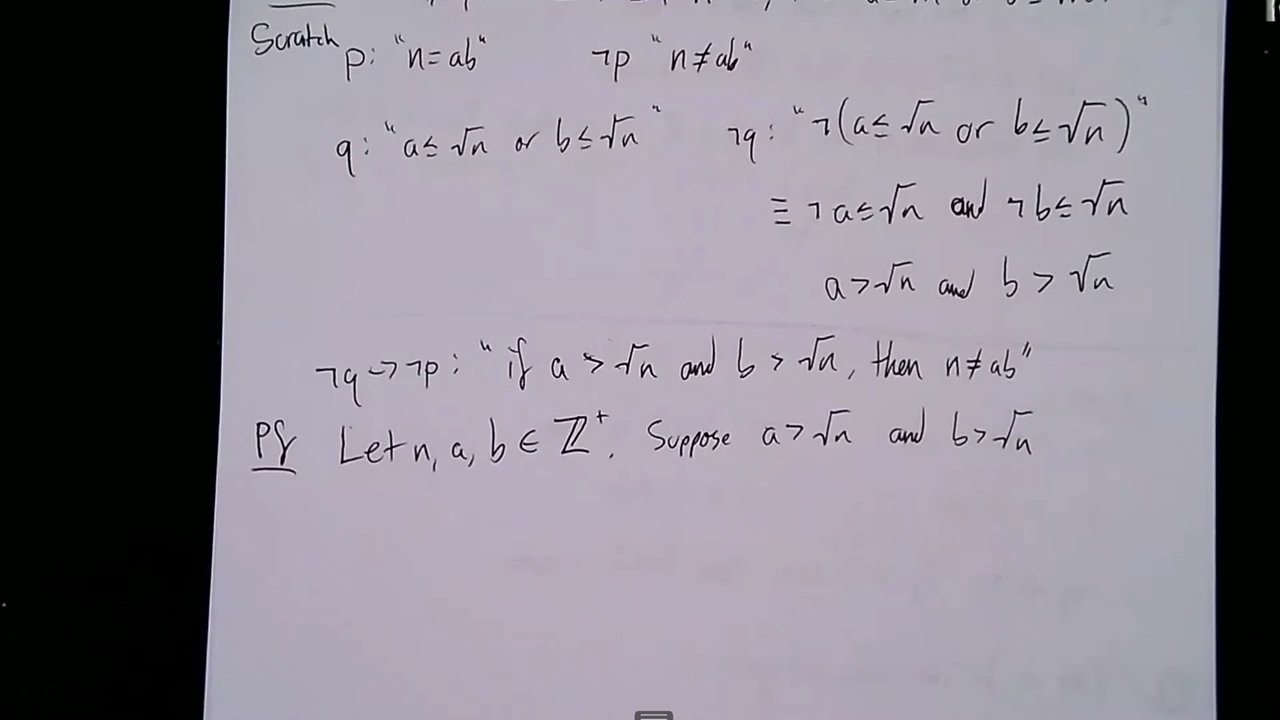 Scratch p: "n=ab" ¬p "n≠ab"
q: "a≤√n or b≤√n" ¬q: "¬(a≤√n or b≤√n)"
≡ ¬a≤√n and ¬b≤√n
a>√n and b>√n
¬q→¬p: "if a>√n and b>√n, then n≠ab"
Pf Let n, a, b ∈ ℤ⁺. Suppose a>√n and b>√n